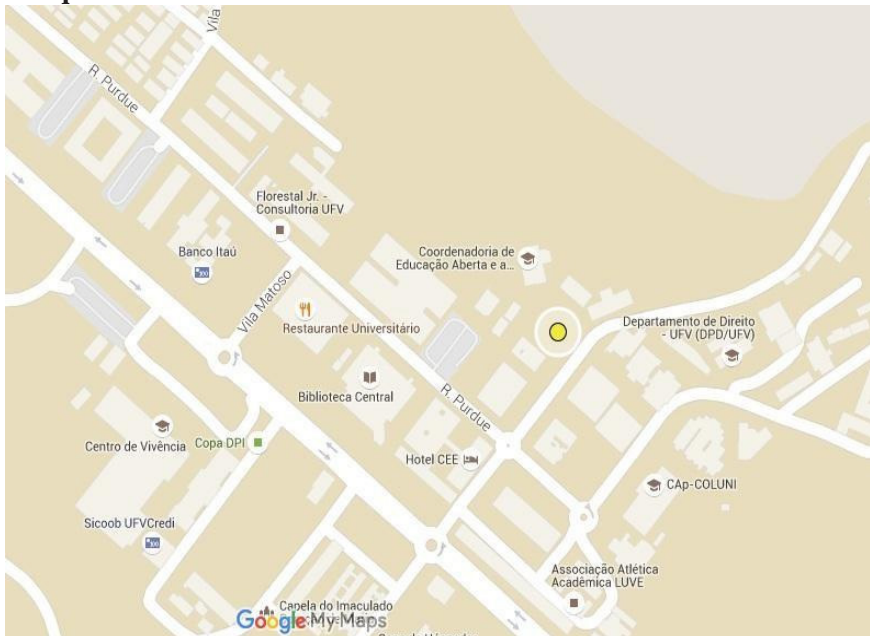 Vila
R. Purdue
Florestal Jr. -
Consultoria UFV
Banco Itaú
Coordenadoria de
Educação Aberta e a...
Vila Matoso
Restaurante Universitário
Departamento de Direito
- UFV (DPD/UFV)
Biblioteca Central
R. Purdue
Centro de Vivência
Copa DPI
Hotel CEE
CAp-COLUNI
Sicoob UFVCredi
Associação Atlética
Acadêmica LUVE
Capela do Imaculado
Google My Maps